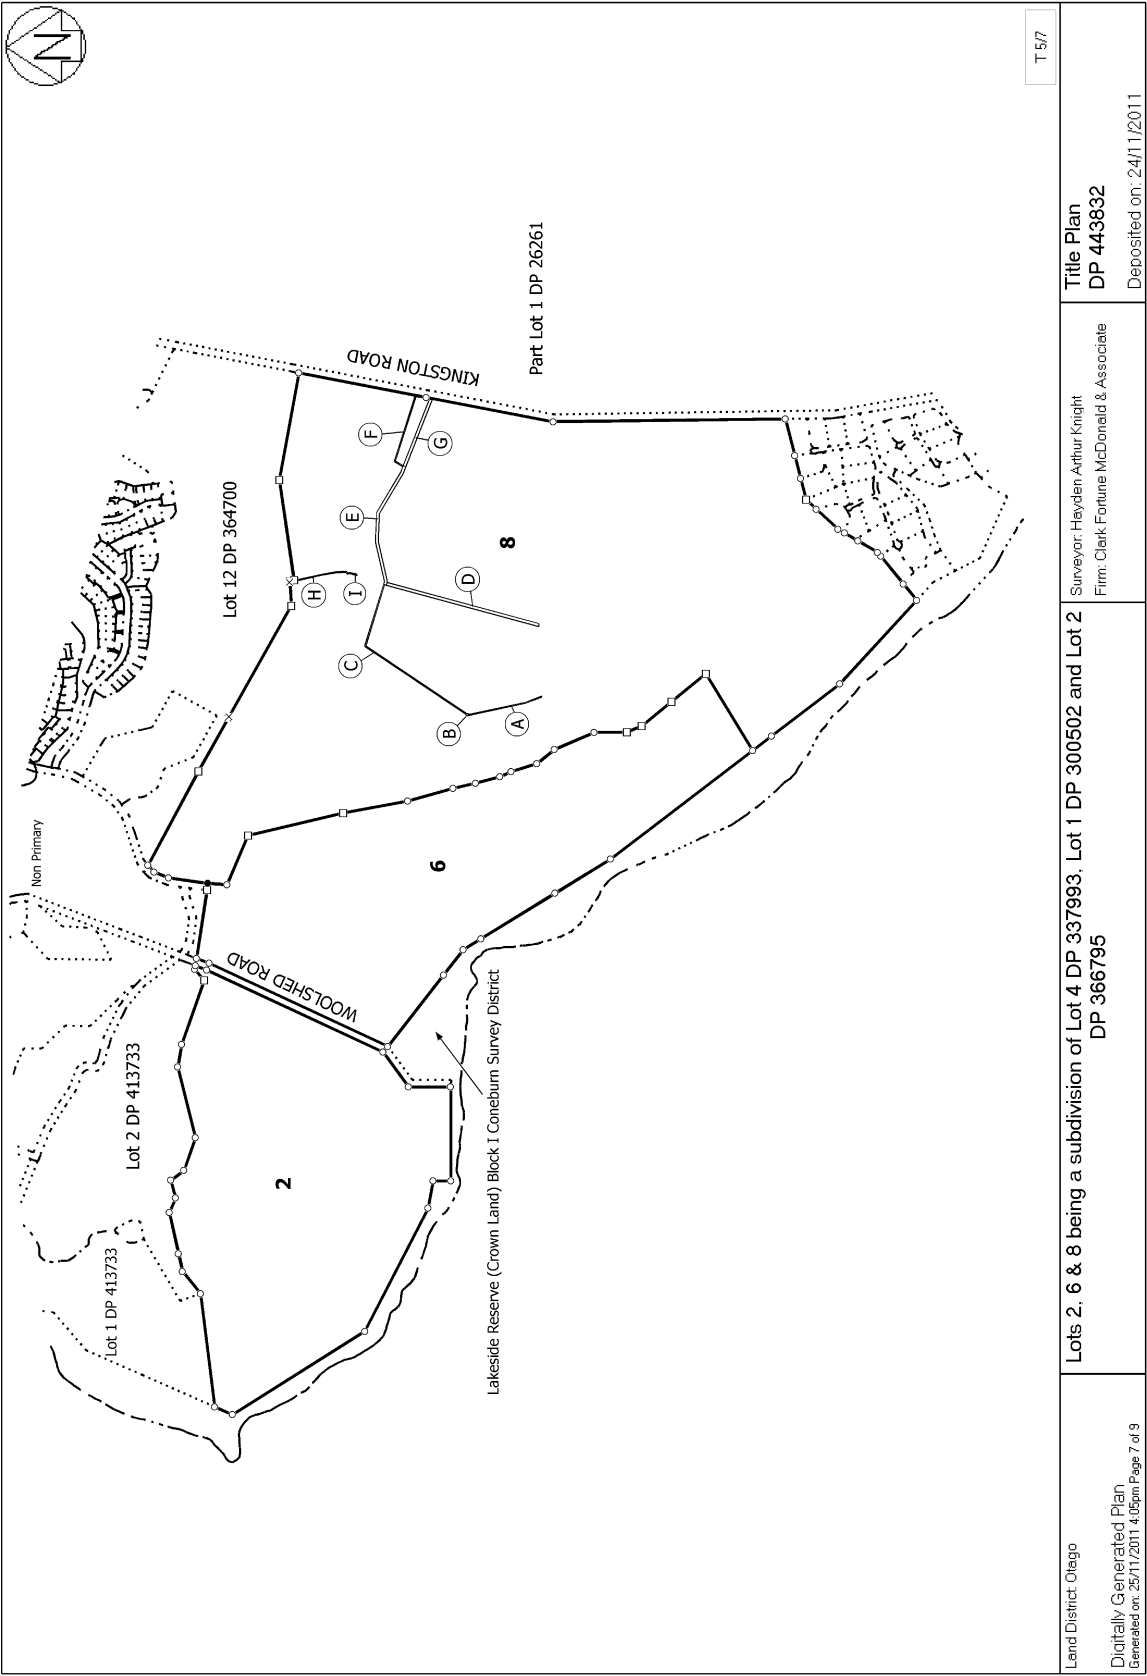 N
T 5/7
Non Primary
Lot 12 DP 364700
KINGSTON ROAD
Part Lot 1 DP 26261
F
G
E
H
I
D
C
B
A
8
6
WOOLSHED ROAD
Lot 2 DP 413733
Lot 1 DP 413733
2
Lakeside Reserve (Crown Land) Block I Coneburn Survey District
Land District: Otago
Digitally Generated Plan
Generated on: 25/11/2011 4:05pm Page 7 of 9
Lots 2, 6 & 8 being a subdivision of Lot 4 DP 337993, Lot 1 DP 300502 and Lot 2
DP 366795
Surveyor: Hayden Arthur Knight
Firm: Clark Fortune McDonald & Associate
Title Plan
DP 443832
Deposited on: 24/11/2011